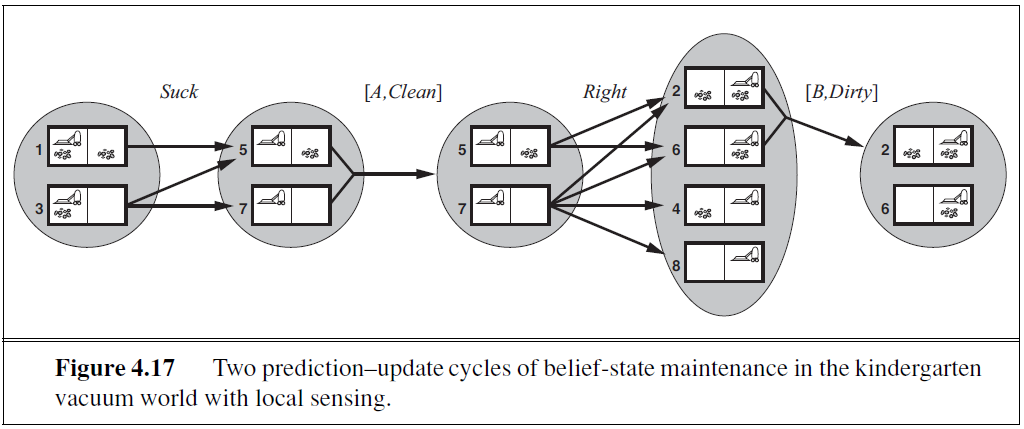 Suck
[A,Clean]
Right
[B,Dirty]
1
3
5
7
5
7
2
6
4
8
2
6
Figure 4.17 Two prediction–update cycles of belief-state maintenance in the kindergarten
vacuum world with local sensing.